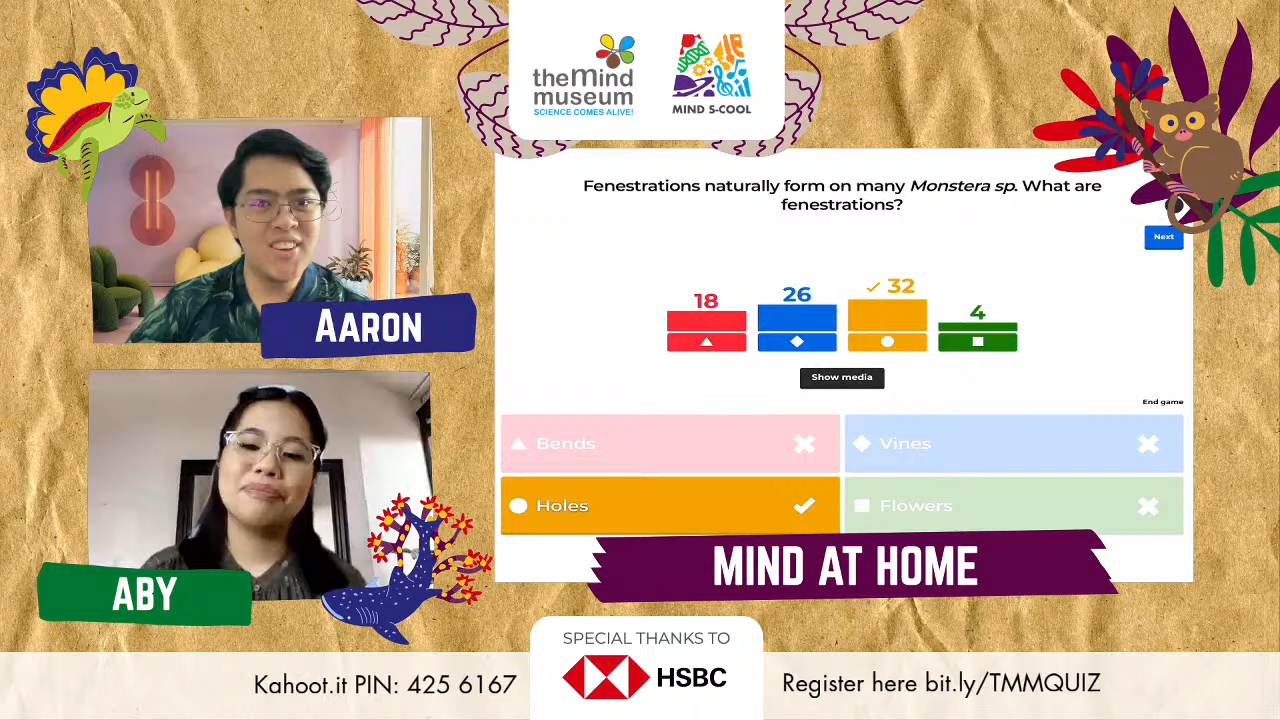 themind
museum
SCIENCE COMES ALIVE!
MIND S-COOL
AARON
ABY
Fenestrations naturally form on many Monstera sp. What are
fenestrations?
Next
18
26
32
4
Show media
End game
Bends
Vines
Holes
Flowers
MIND AT HOME
SPECIAL THANKS TO
HSBC
Kahoot.it PIN: 425 6167
Register here bit.ly/TMMQUIZ